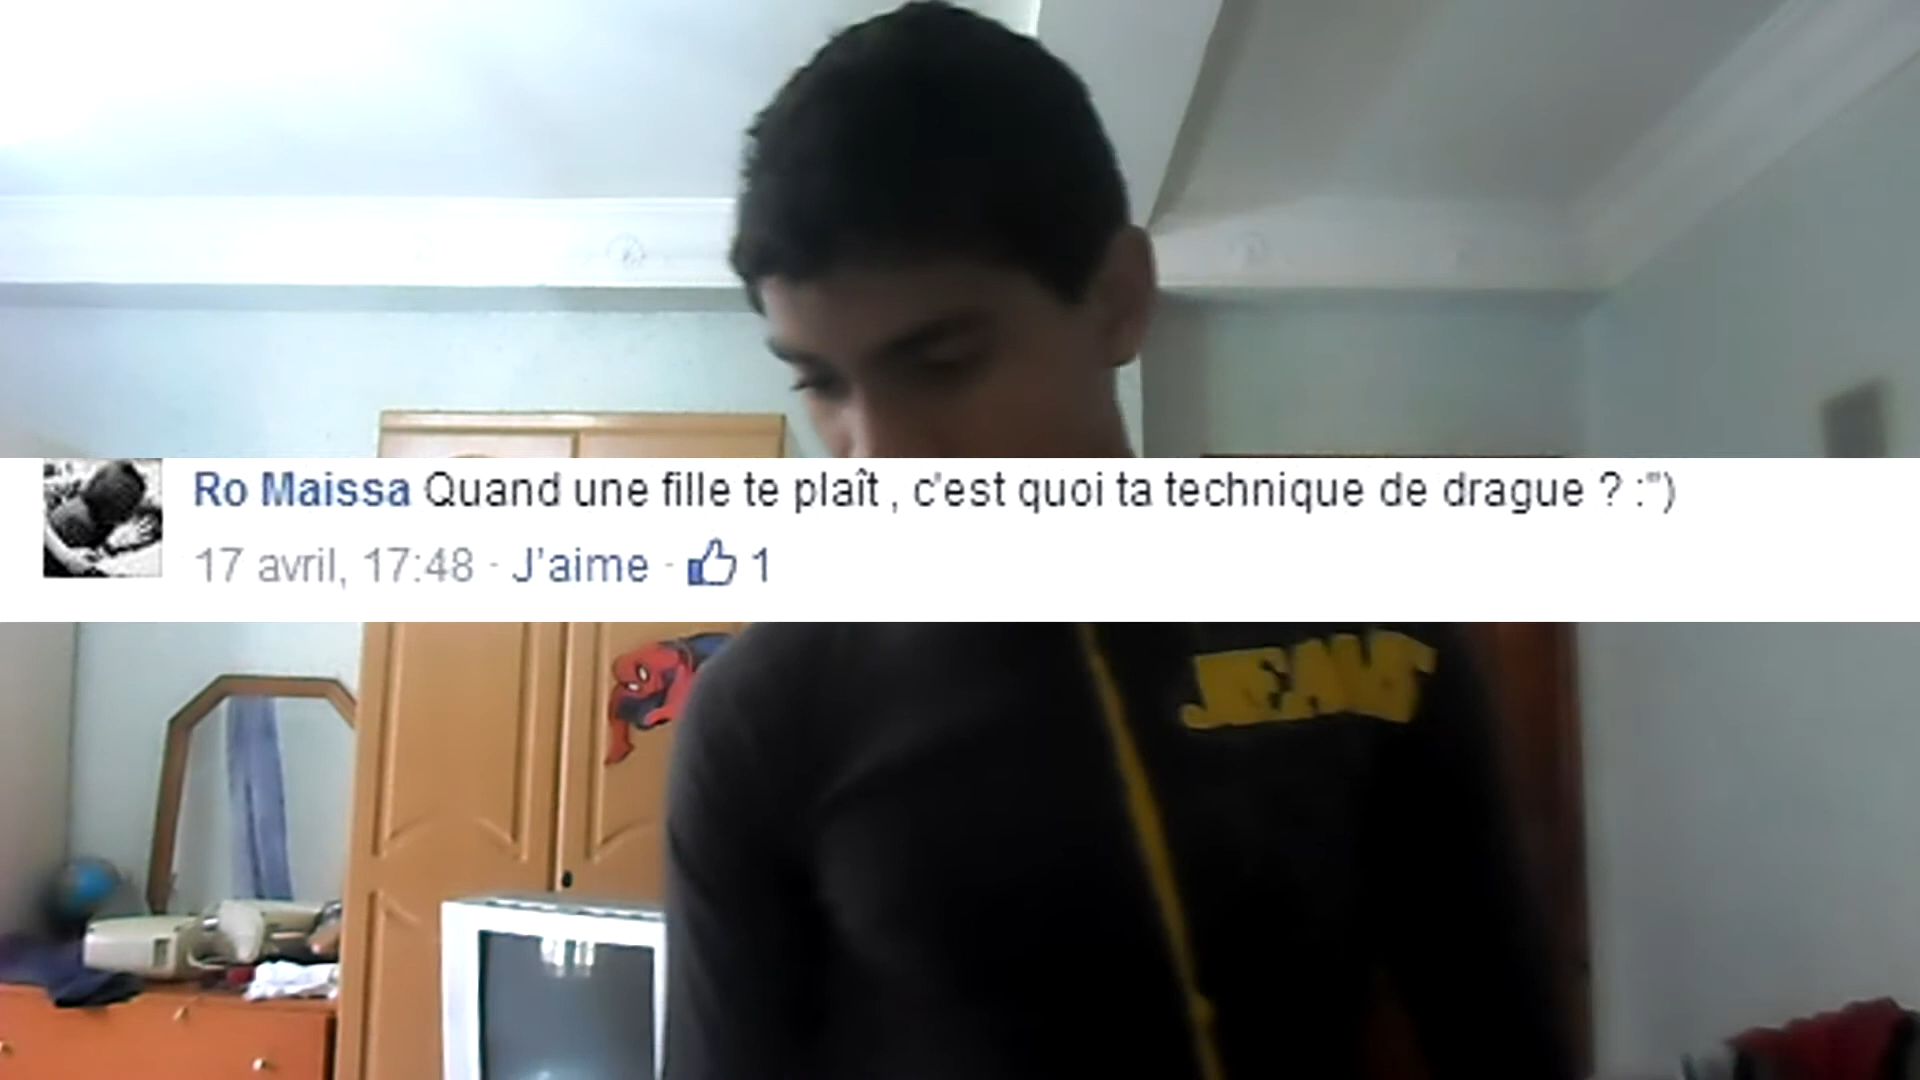 Ro Maissa Quand une fille te plaît , c'est quoi ta technique de drague ? :")
17 avril, 17:48 · J'aime · 1
JEANS